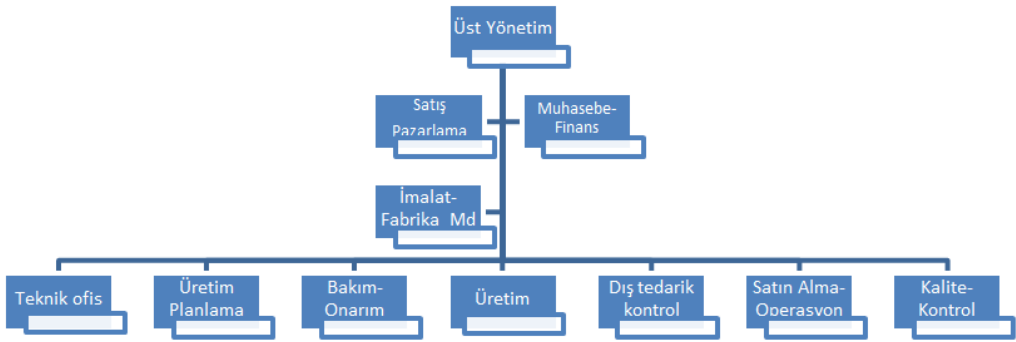 Üst Yönetim
Satış
Pazarlama
Muhasebe-
Finans
İmalat-
Fabrika Md
Teknik ofis
Üretim
Planlama
Bakım-
Onarım
Üretim
Dış tedarik
kontrol
Satın Alma-
Operasyon
Kalite-
Kontrol